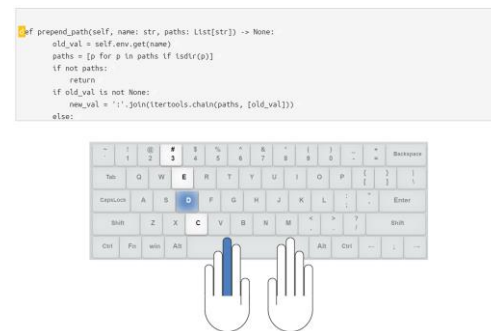 def prepend_path(self, name: str, paths: List[str]) -> None:
old_val = self.env.get(name)
paths = [p for p in paths if isdir(p)]
if not paths:
return
if old_val is not None:
new_val = ':'.join(itertools.chain(paths, [old_val]))
else:
~ ! @ # $ % ^ & * ( ) _ +
` 1 2 3 4 5 6 7 8 9 0 - = Backspace
Tab Q W E R T Y U I O P { [ } ] | \
CapsLock A S D F G H J K L : ; " ' Enter
Shift Z X C V B N M < , > . ? / Shift
Ctrl Fn win Alt Alt Ctrl ← ↕ →